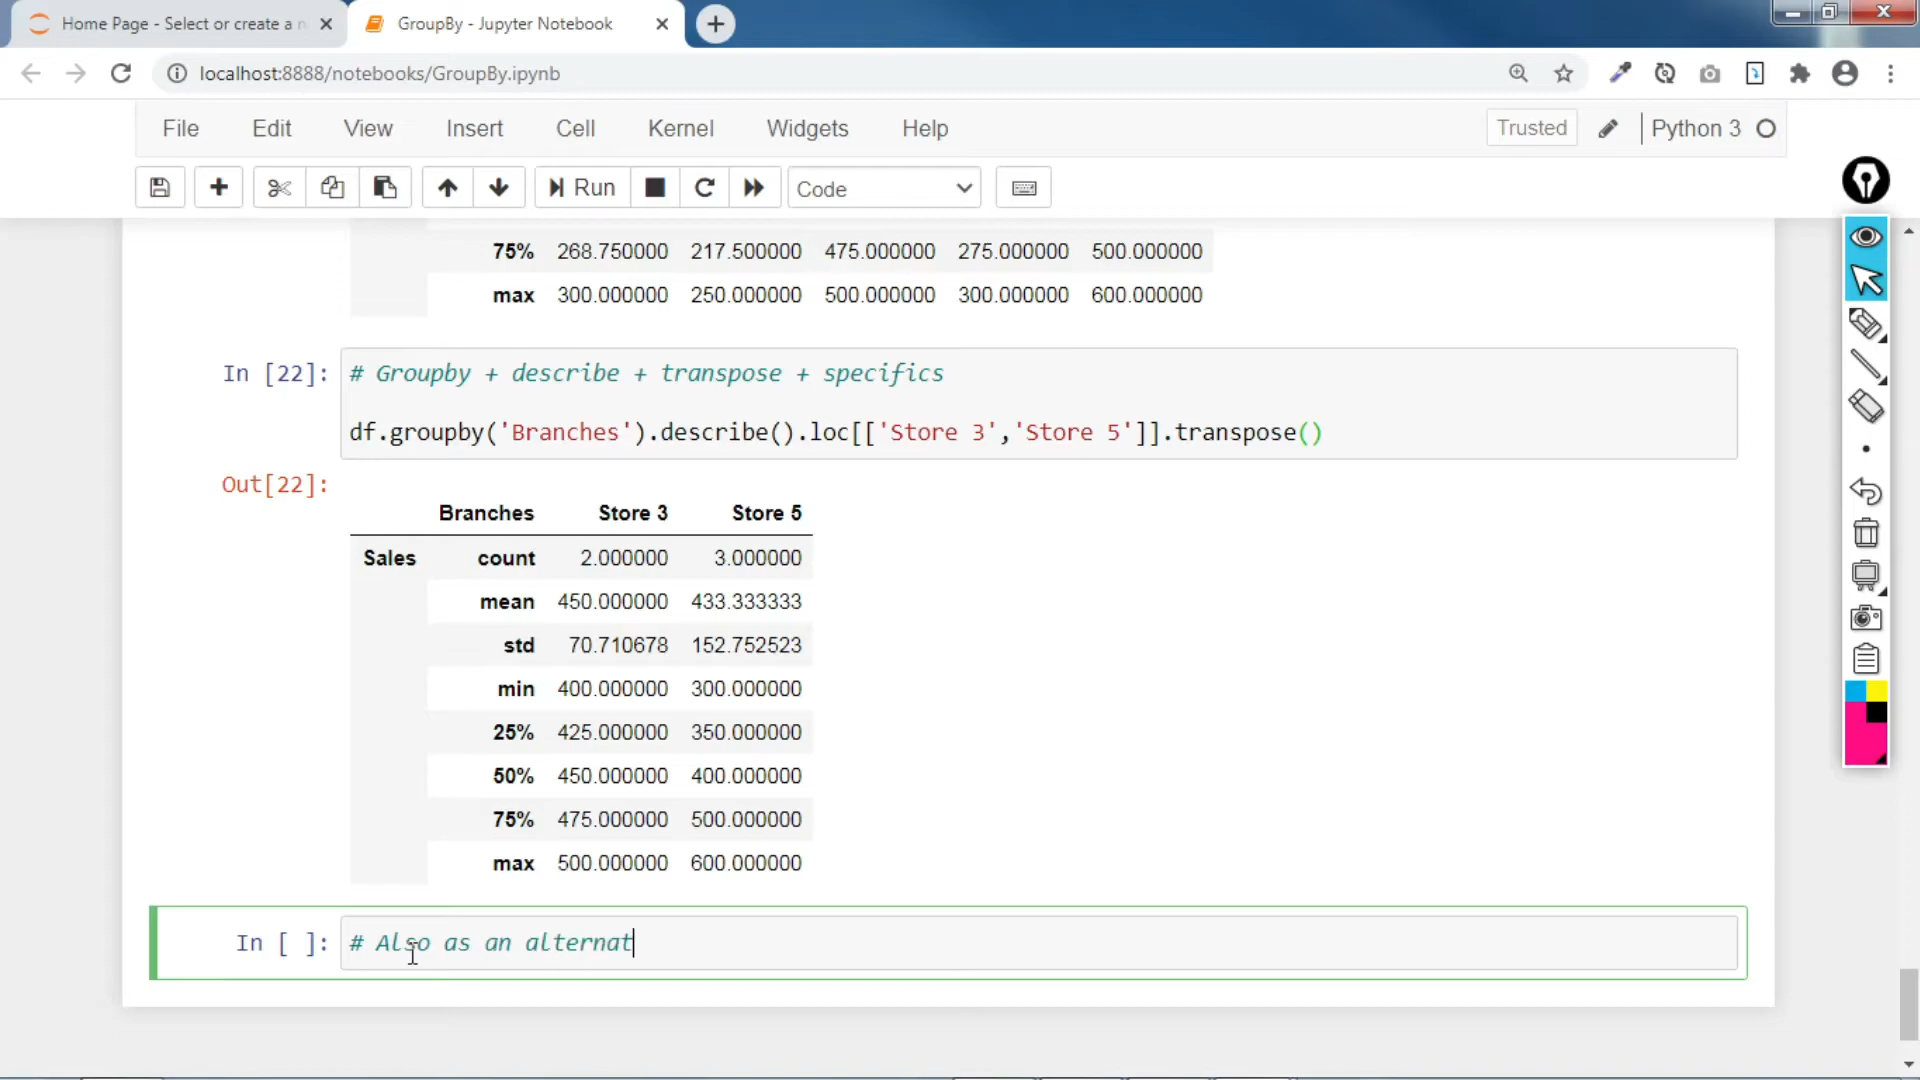 Home Page - Select or create a n
GroupBy - Jupyter Notebook
localhost:8888/notebooks/GroupBy.ipynb
File Edit View Insert Cell Kernel Widgets Help Trusted Python 3
Run Code
75% 268.750000 217.500000 475.000000 275.000000 500.000000
max 300.000000 250.000000 500.000000 300.000000 600.000000
In [22]: # Groupby + describe + transpose + specifics
df.groupby('Branches').describe().loc[['Store 3','Store 5']].transpose()
Out[22]:
Branches Store 3 Store 5
Sales count 2.000000 3.000000
mean 450.000000 433.333333
std 70.710678 152.752523
min 400.000000 300.000000
25% 425.000000 350.000000
50% 450.000000 400.000000
75% 475.000000 500.000000
max 500.000000 600.000000
In [ ]: # Also as an alternat